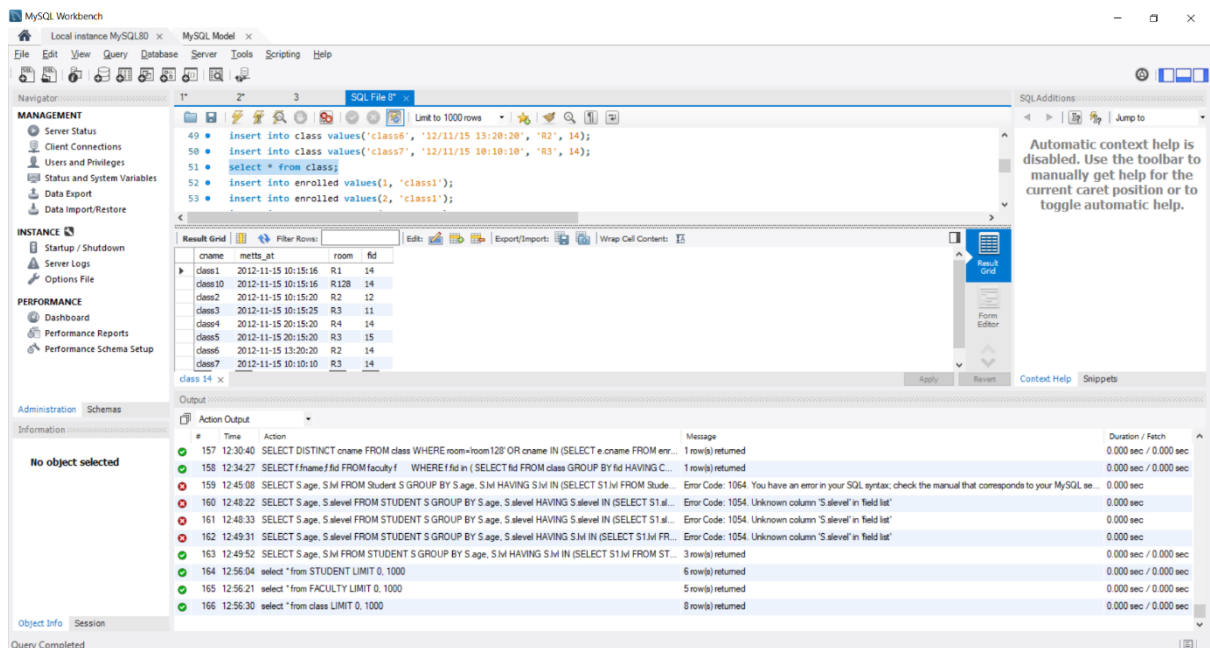 MySQL Workbench
Local instance MySQL80 × MySQL Model ×
File Edit View Query Database Server Tools Scripting Help
Navigator
MANAGEMENT
Server Status
Client Connections
Users and Privileges
Status and System Variables
Data Export
Data Import/Restore
INSTANCE
Startup / Shutdown
Server Logs
Options File
PERFORMANCE
Dashboard
Performance Reports
Performance Schema Setup
Administration Schemas
Information
No object selected
Object Info Session
1* 2* 3 SQL File 8* ×
Limit to 1000 rows
49 insert into class values('class6', '12/11/15 13:20:20', 'R2', 14);
50 insert into class values('class7', '12/11/15 10:10:10', 'R3', 14);
51 select * from class;
52 insert into enrolled values(1, 'class1');
53 insert into enrolled values(2, 'class1');
Result Grid Filter Rows: Edit: Export/Import: Wrap Cell Content:
cname metts_at room fid
class1 2012-11-15 10:15:16 R1 14
class10 2012-11-15 10:15:16 R128 14
class2 2012-11-15 10:15:20 R2 12
class3 2012-11-15 10:15:25 R3 11
class4 2012-11-15 20:15:20 R4 14
class5 2012-11-15 20:15:20 R3 15
class6 2012-11-15 13:20:20 R2 14
class7 2012-11-15 10:10:10 R3 14
Result Grid
Form Editor
class 14 × Apply Revert
SQLAdditions
Jump to
Automatic context help is
disabled. Use the toolbar to
manually get help for the
current caret position or to
toggle automatic help.
Context Help Snippets
Output
Action Output
# Time Action Message Duration / Fetch
157 12:30:40 SELECT DISTINCT cname FROM class WHERE room='room128' OR cname IN (SELECT e.cname FROM enr... 1 row(s) returned 0.000 sec / 0.000 sec
158 12:34:27 SELECT f.fname,f.fid FROM faculty f WHERE f.fid in ( SELECT fid FROM class GROUP BY fid HAVING C... 1 row(s) returned 0.000 sec / 0.000 sec
159 12:45:08 SELECT S.age, S.lvl FROM Student S GROUP BY S.age, S.lvl HAVING S.lvl IN (SELECT S1.lvl FROM Stude... Error Code: 1064. You have an error in your SQL syntax; check the manual that corresponds to your MySQL se... 0.000 sec
160 12:48:22 SELECT S.age, S.slevel FROM STUDENT S GROUP BY S.age, S.slevel HAVING S.slevel IN (SELECT S1.sl... Error Code: 1054. Unknown column 'S.slevel' in 'field list' 0.000 sec
161 12:48:33 SELECT S.age, S.slevel FROM STUDENT S GROUP BY S.age, S.slevel HAVING S.slevel IN (SELECT S1.sl... Error Code: 1054. Unknown column 'S.slevel' in 'field list' 0.000 sec
162 12:49:31 SELECT S.age, S.slevel FROM STUDENT S GROUP BY S.age, S.slevel HAVING S.lvl IN (SELECT S1.lvl FR... Error Code: 1054. Unknown column 'S.slevel' in 'field list' 0.000 sec
163 12:49:52 SELECT S.age, S.lvl FROM STUDENT S GROUP BY S.age, S.lvl HAVING S.lvl IN (SELECT S1.lvl FROM ST... 3 row(s) returned 0.000 sec / 0.000 sec
164 12:56:04 select * from STUDENT LIMIT 0, 1000 6 row(s) returned 0.000 sec / 0.000 sec
165 12:56:21 select * from FACULTY LIMIT 0, 1000 5 row(s) returned 0.000 sec / 0.000 sec
166 12:56:30 select * from class LIMIT 0, 1000 8 row(s) returned 0.000 sec / 0.000 sec
Query Completed